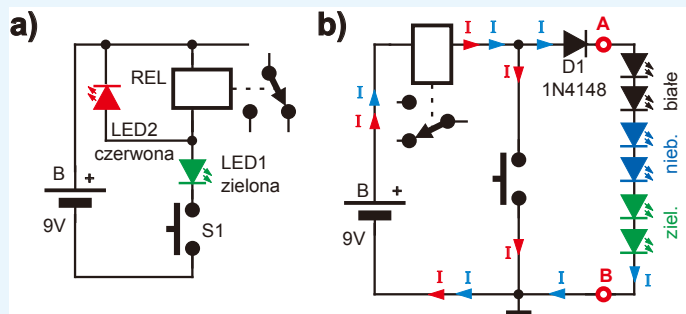 a)
REL
LED2
czerwona
LED1
zielona
B
+
9V
S1
b)
I
I
I
A
D1
1N4148
I
I
I
białe
nieb.
ziel.
B
+
9V
I
I
I
I
B
I